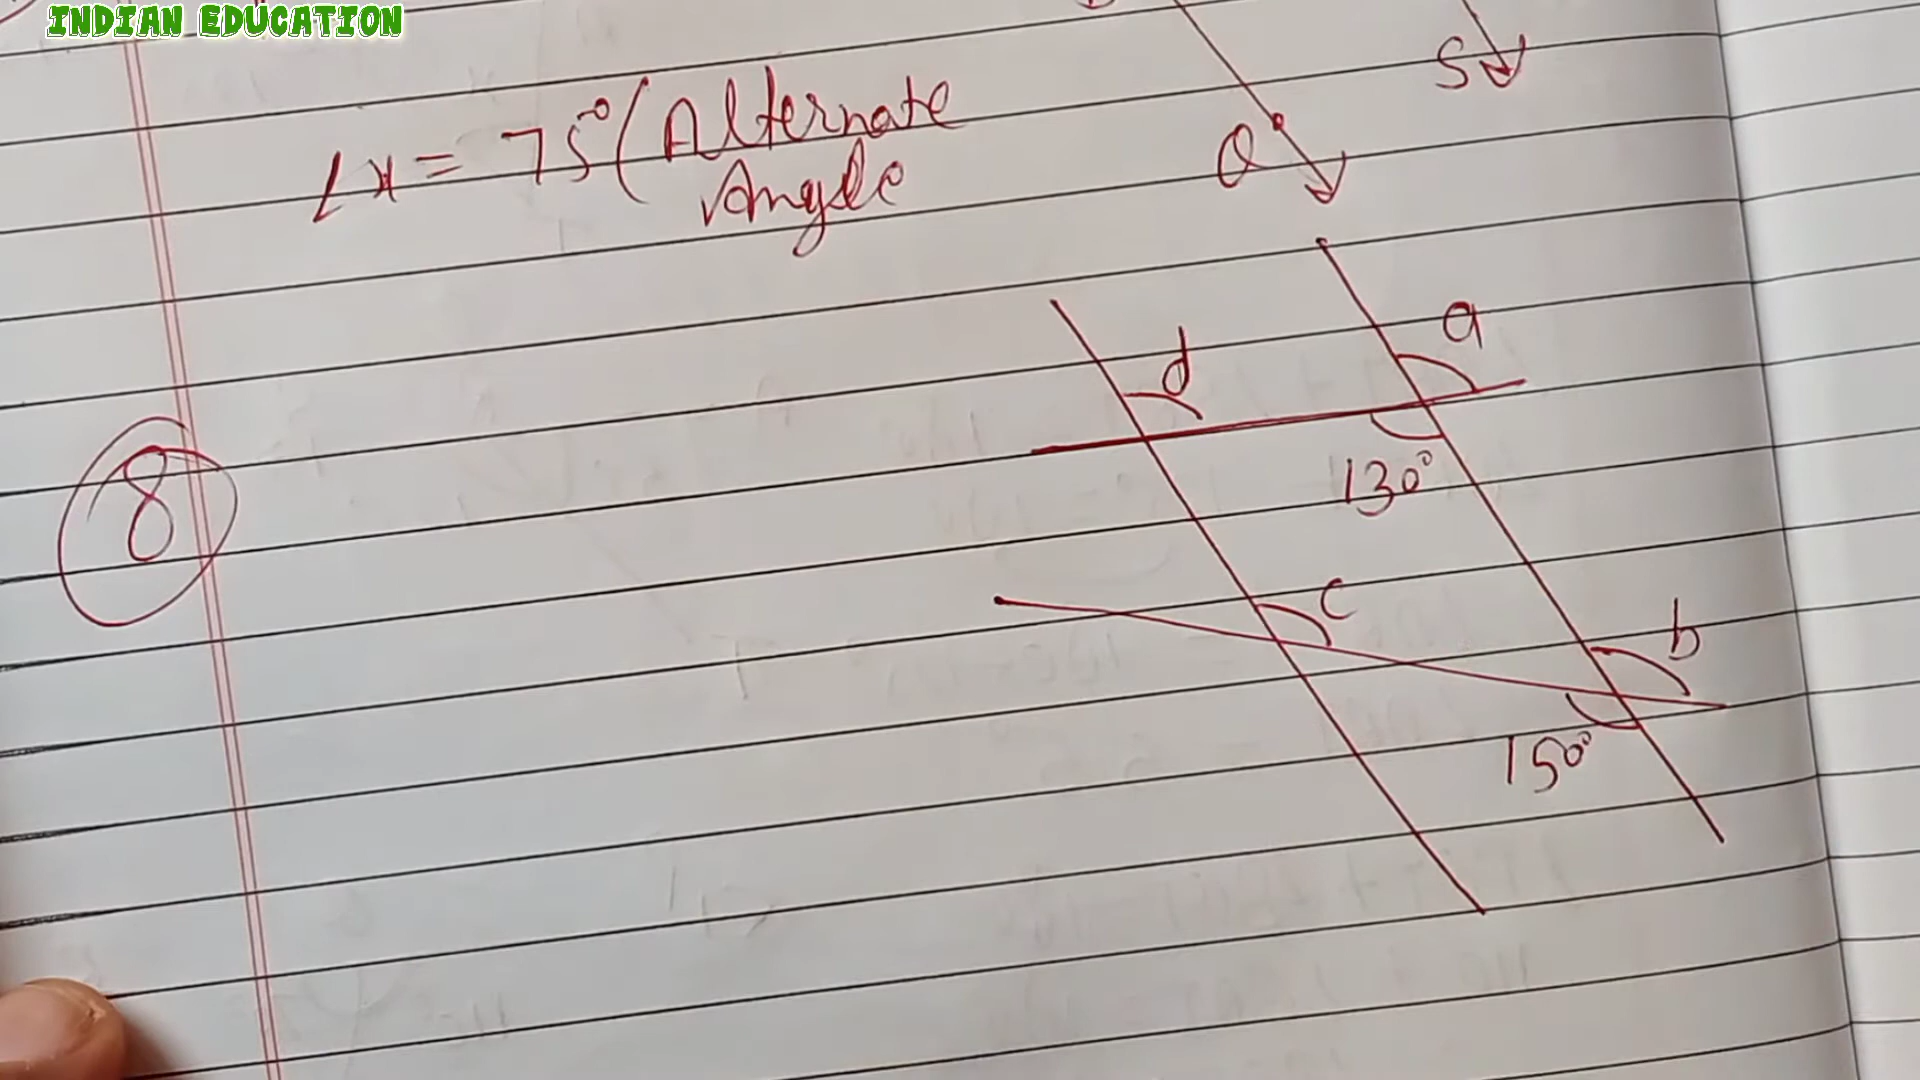 INDIAN EDUCATION
S
∠x = 75° (Alternate
Angle
Q
8
a
d
130°
c
b
150°